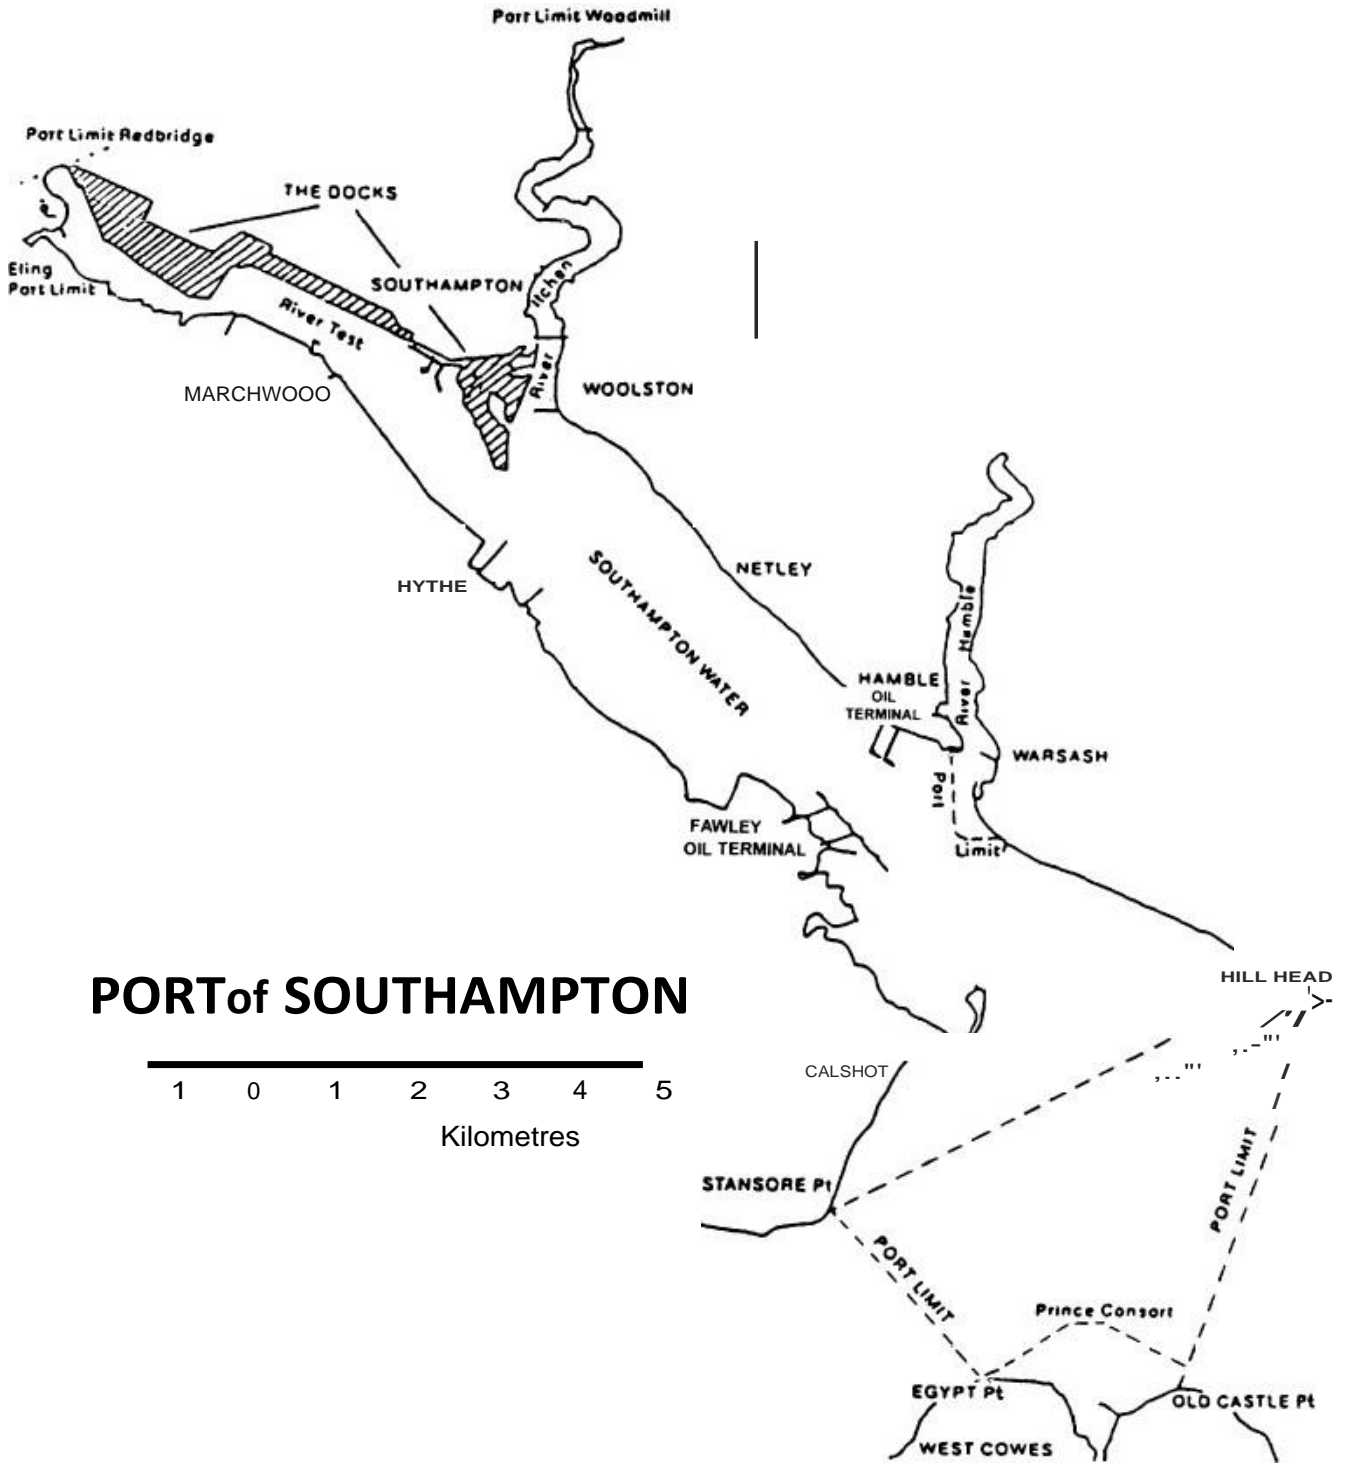 Port Limit Woodmill
Port Limit Redbridge
THE DOCKS
Eling
Port Limit
SOUTHAMPTON
River Itchen
River Test
MARCHWOOO
WOOLSTON
HYTHE
SOUTHAMPTON WATER
NETLEY
River Hamble
HAMBLE
OIL
TERMINAL
WARSASH
Port
Limit
FAWLEY
OIL TERMINAL
PORTof SOUTHAMPTON
1 0 1 2 3 4 5
Kilometres
HILL HEAD
CALSHOT
STANSORE Pt
PORT LIMIT
PORT LIMIT
Prince Consort
EGYPT Pt
OLD CASTLE Pt
WEST COWES